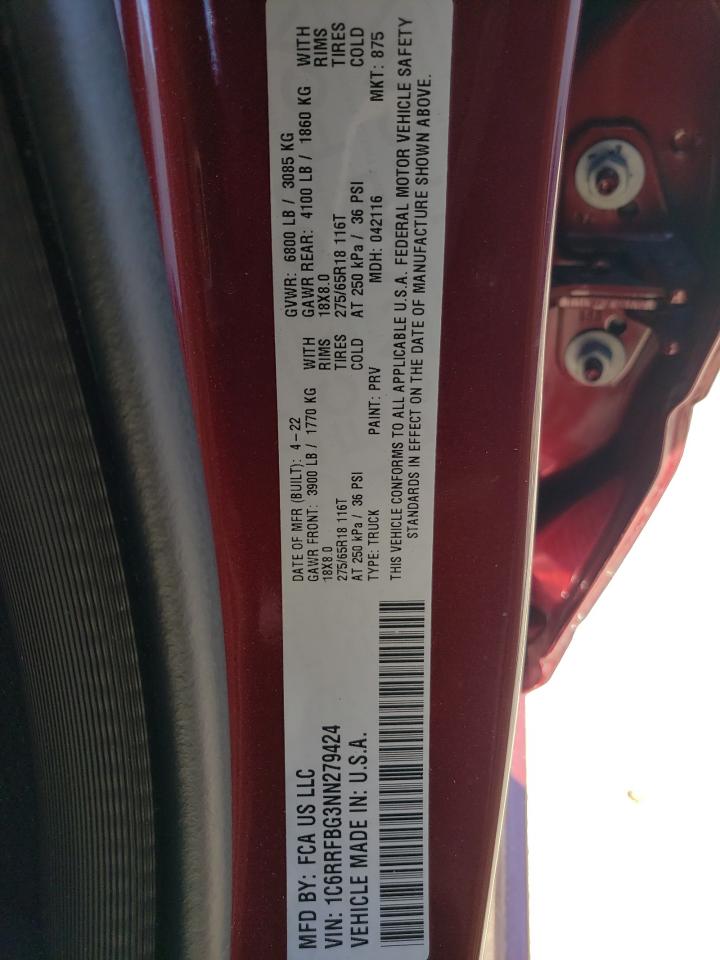 MFD BY: FCA US LLC
VIN: 1C6RRFBG3NN279424
VEHICLE MADE IN: U.S.A.
DATE OF MFR (BUILT): 4-22 GVWR: 6800 LB / 3085 KG
GAWR FRONT: 3900 LB / 1770 KG WITH GAWR REAR: 4100 LB / 1860 KG WITH
18X8.0 RIMS 18X8.0 RIMS
275/65R18 116T TIRES 275/65R18 116T TIRES
AT 250 kPa / 36 PSI COLD AT 250 kPa / 36 PSI COLD
TYPE: TRUCK PAINT: PRV MDH: 042116 MKT: 875
THIS VEHICLE CONFORMS TO ALL APPLICABLE U.S.A. FEDERAL MOTOR VEHICLE SAFETY
STANDARDS IN EFFECT ON THE DATE OF MANUFACTURE SHOWN ABOVE.